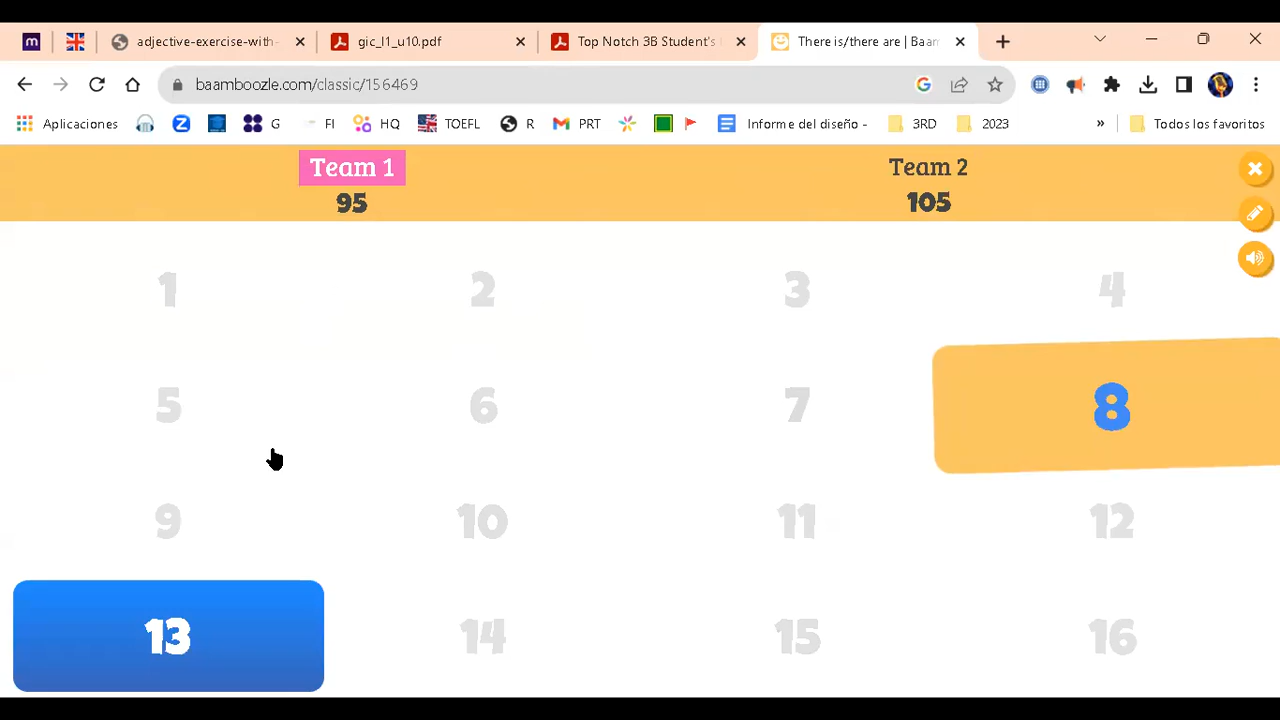 adjective-exercise-with-
gic_l1_u10.pdf
Top Notch 3B Student's
There is/there are | Baam
baamboozle.com/classic/156469
Aplicaciones
G
FI
HQ
TOEFL
R
PRT
Informe del diseño -
3RD
2023
»
Todos los favoritos
Team 1
Team 2
95
105
1 2 3 4
5 6 7 8
9 10 11 12
13 14 15 16